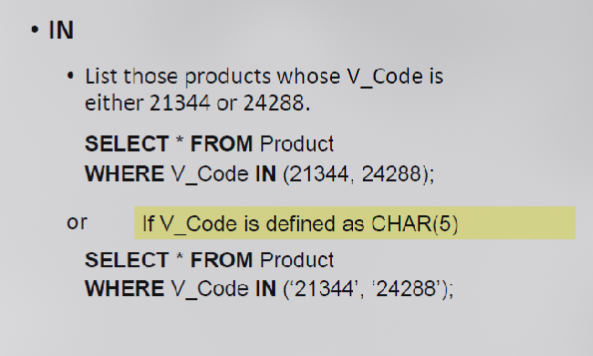 • IN
• List those products whose V_Code is
either 21344 or 24288.
SELECT * FROM Product
WHERE V_Code IN (21344, 24288);
or If V_Code is defined as CHAR(5)
SELECT * FROM Product
WHERE V_Code IN (‘21344’, ‘24288’);